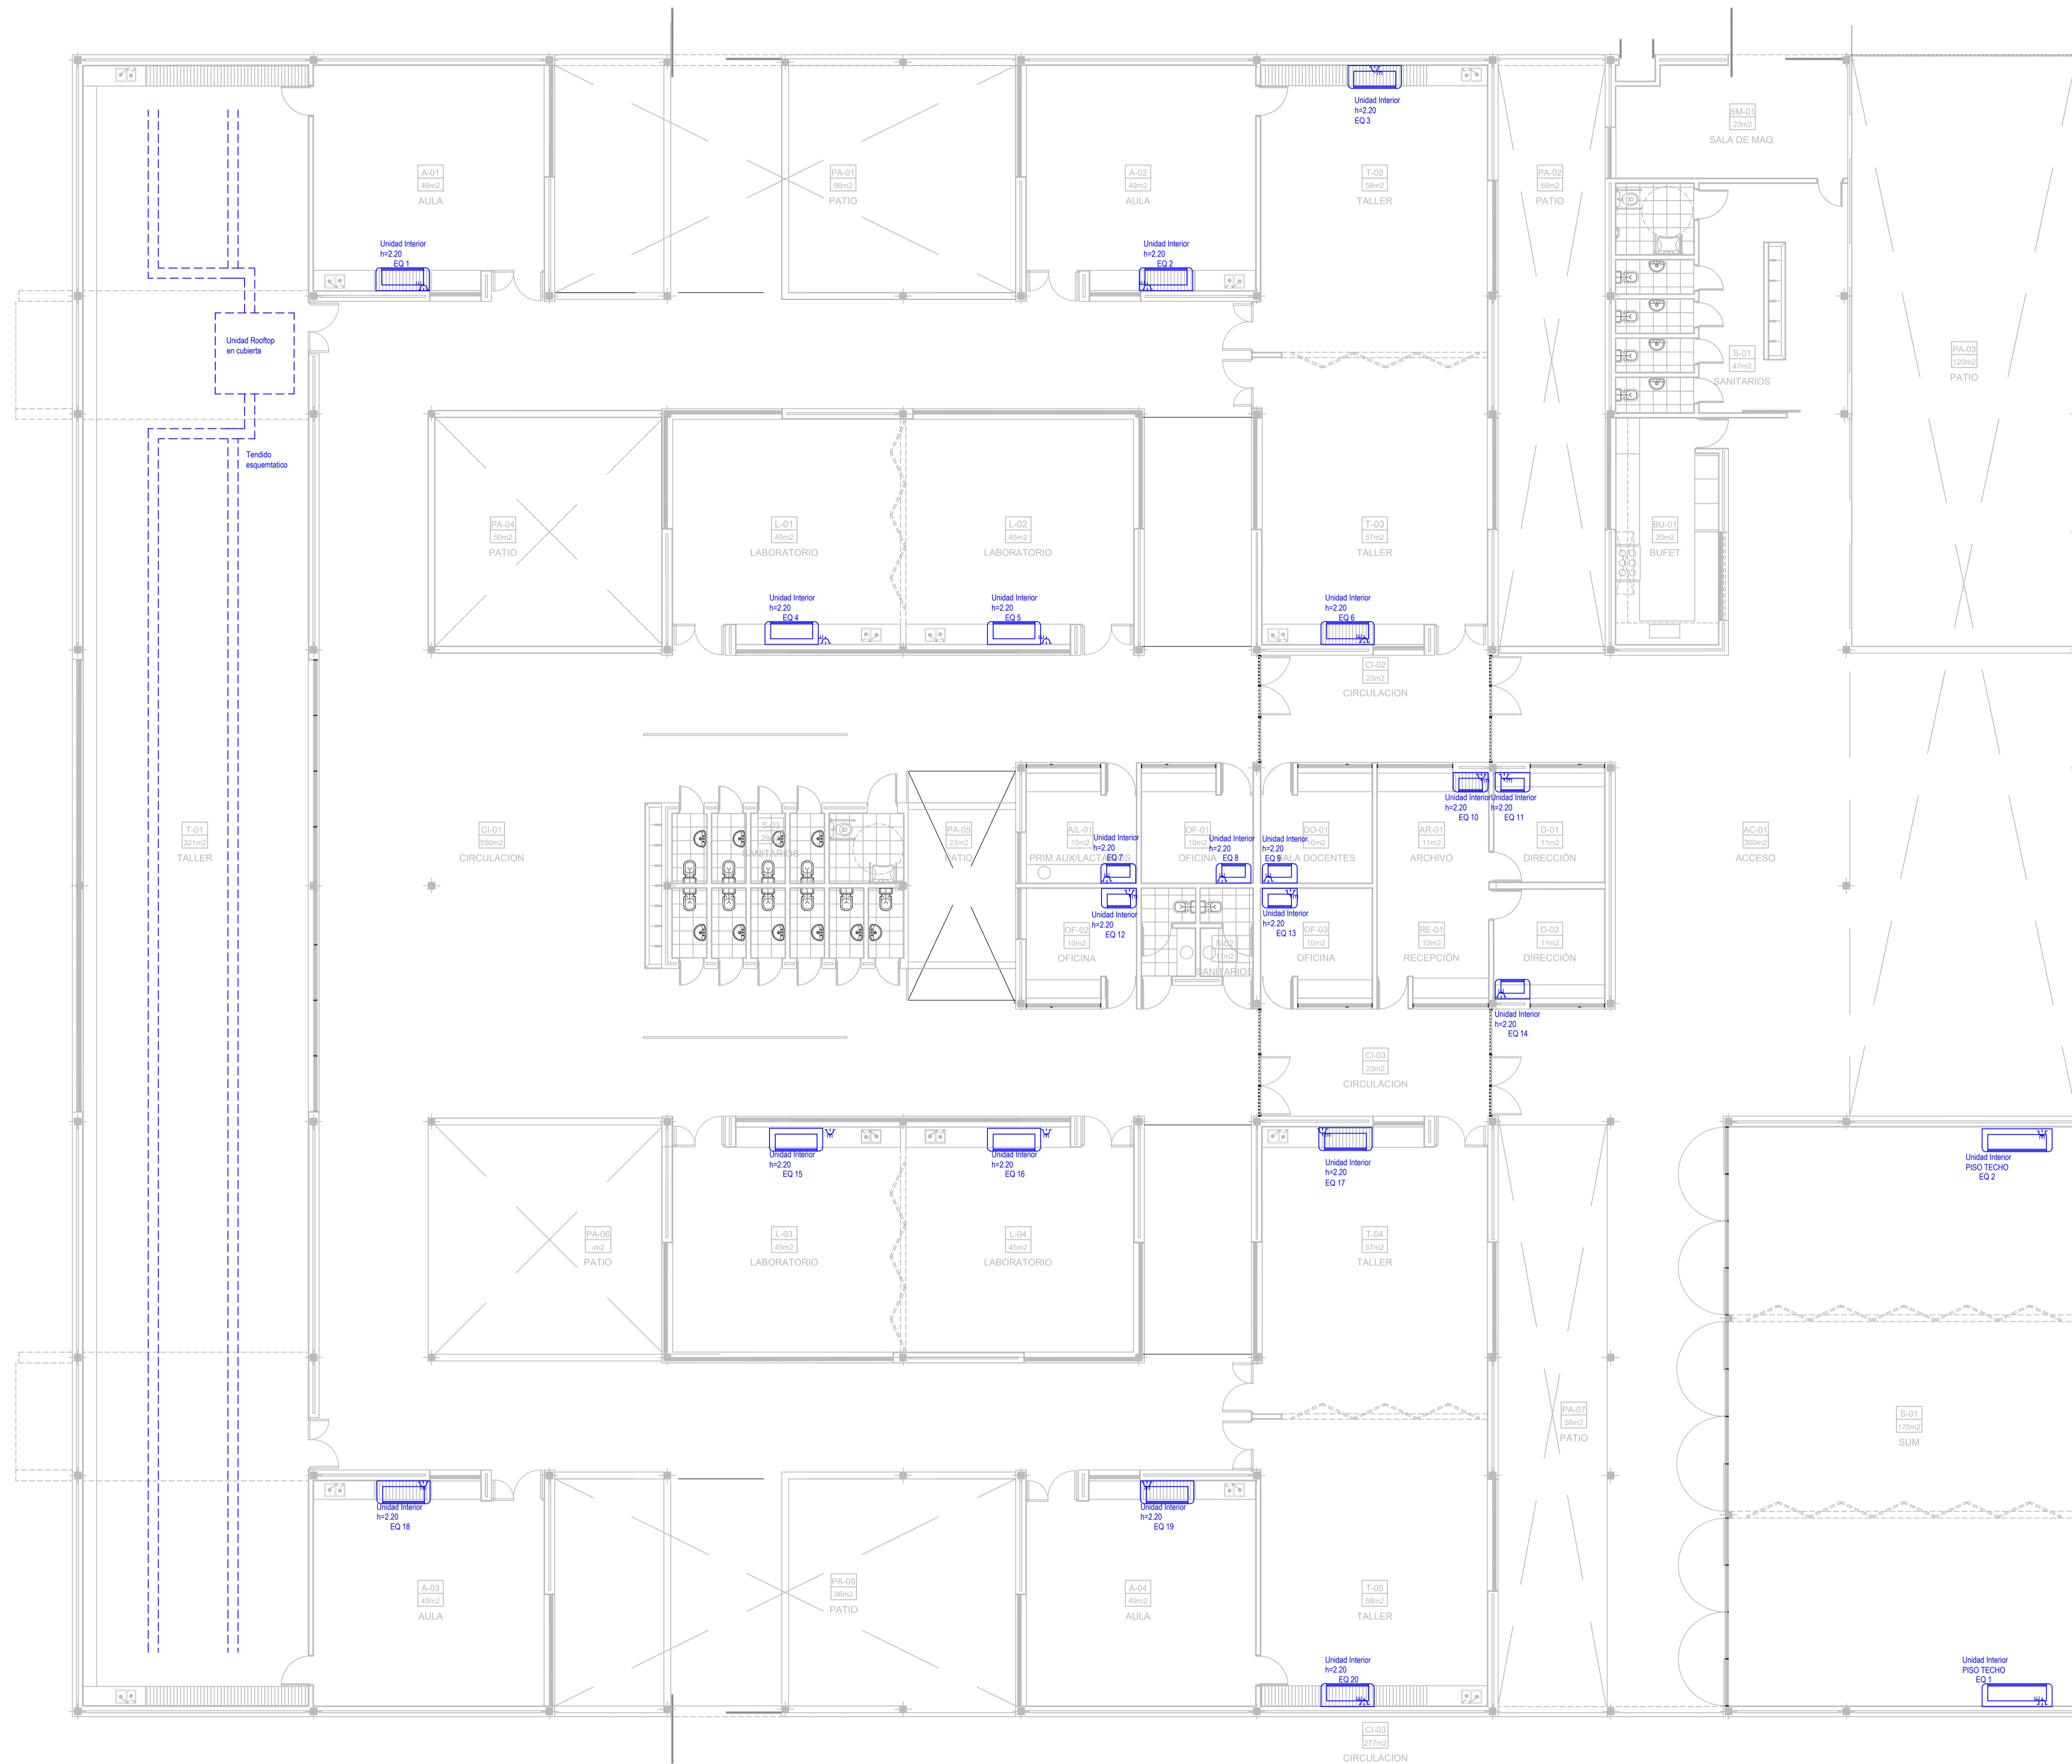 SM-01
23m2
SALA DE MAQ.
Unidad Interior
h=2.20
EQ 3
A-01
49m2
AULA
PA-01
96m2
PATIO
A-02
49m2
AULA
T-02
58m2
TALLER
PA-02
56m2
PATIO
Unidad Interior
h=2.20
EQ 1
Unidad Interior
h=2.20
EQ 2
Unidad Rooftop
en cubierta
S-01
47m2
SANITARIOS
PA-03
120m2
PATIO
Tendido
esquemtatico
PA-04
50m2
PATIO
L-01
45m2
LABORATORIO
L-02
45m2
LABORATORIO
T-03
57m2
TALLER
BU-01
20m2
BUFET
Unidad Interior
h=2.20
EQ 4
Unidad Interior
h=2.20
EQ 5
Unidad Interior
h=2.20
EQ 6
CI-02
23m2
CIRCULACION
Unidad Interior
h=2.20
EQ 10
Unidad Interior
h=2.20
EQ 11
T-01
321m2
TALLER
CI-01
550m2
CIRCULACION
S-03
SANITARIOS
PA-05
23m2
PATIO
A/L-01
10m2
PRIM.AUX/LACTARIOS
Unidad Interior
h=2.20
EQ 7
OF-01
10m2
OFICINA
Unidad Interior
h=2.20
EQ 8
DO-01
10m2
SALA DOCENTES
Unidad Interior
h=2.20
EQ 9
AR-01
11m2
ARCHIVO
D-01
11m2
DIRECCIÓN
AC-01
300m2
ACCESO
Unidad Interior
h=2.20
EQ 12
OF-02
10m2
OFICINA
S-02
11m2
SANITARIOS
Unidad Interior
h=2.20
EQ 13
OF-03
10m2
OFICINA
RE-01
10m2
RECEPCIÓN
D-02
11m2
DIRECCIÓN
Unidad Interior
h=2.20
EQ 14
CI-03
23m2
CIRCULACION
Unidad Interior
h=2.20
EQ 15
Unidad Interior
h=2.20
EQ 16
Unidad Interior
h=2.20
EQ 17
Unidad Interior
PISO TECHO
EQ 2
PA-06
-m2
PATIO
L-03
45m2
LABORATORIO
L-04
45m2
LABORATORIO
T-04
57m2
TALLER
PA-07
56m2
PATIO
S-01
176m2
SUM
Unidad Interior
h=2.20
EQ 18
Unidad Interior
h=2.20
EQ 19
A-03
49m2
AULA
PA-08
96m2
PATIO
A-04
49m2
AULA
T-05
58m2
TALLER
Unidad Interior
h=2.20
EQ 20
Unidad Interior
PISO TECHO
EQ 1
CI-03
277m2
CIRCULACION